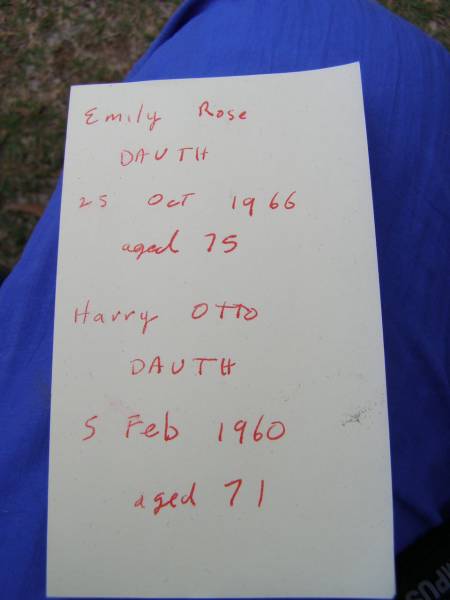 Emily Rose
DAUTH
25 Oct 1966
aged 75
Harry Otto
DAUTH
5 Feb 1960
aged 71